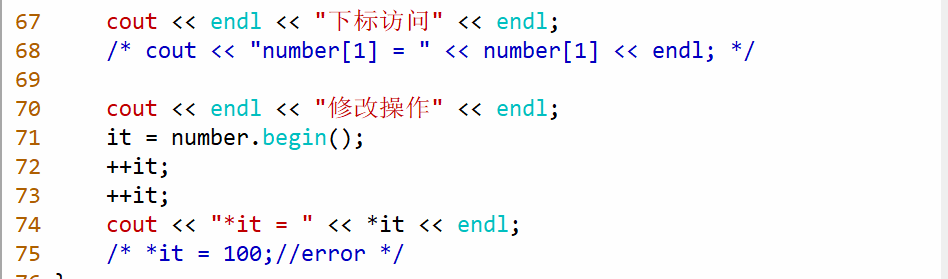 67 cout << endl << "下标访问" << endl;
68 /* cout << "number[1] = " << number[1] << endl; */
69
70 cout << endl << "修改操作" << endl;
71 it = number.begin();
72 ++it;
73 ++it;
74 cout << "*it = " << *it << endl;
75 /* *it = 100;//error */